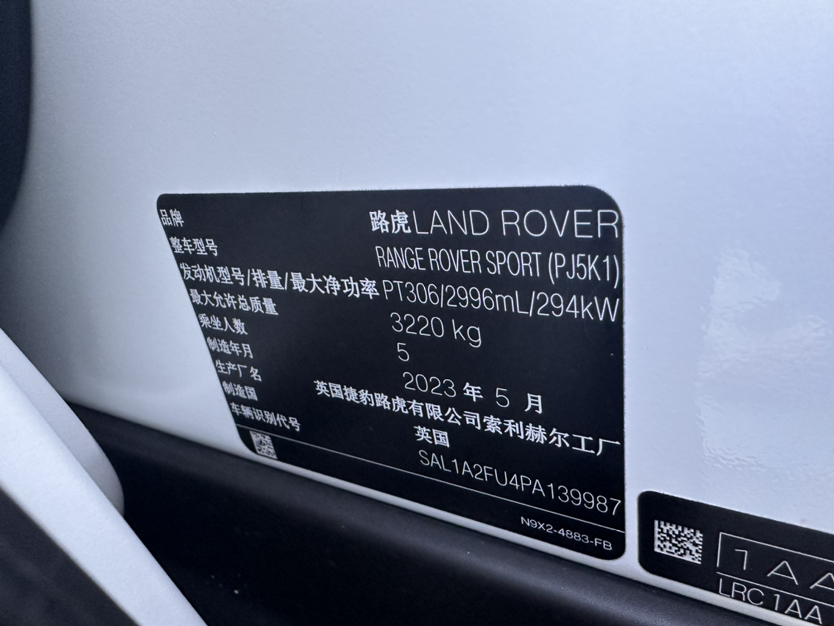 品牌 路虎LAND ROVER
整车型号 RANGE ROVER SPORT (PJ5K1)
发动机型号/排量/最大净功率 PT306/2996mL/294kW
最大允许总质量 3220 kg
乘坐人数 5
制造年月 2023 年 5 月
生产厂名 英国捷豹路虎有限公司索利赫尔工厂
制造国 英国
车辆识别代号 SAL1A2FU4PA139987
N9X2-4883-FB
1AA
LRC 1AA